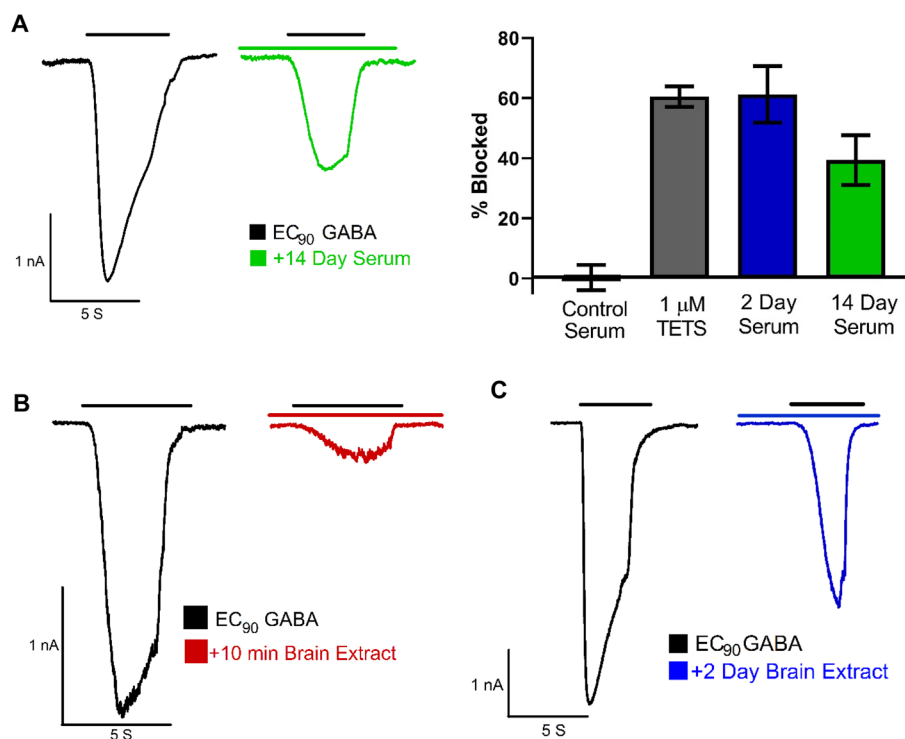 A
1 nA
5 S
EC90 GABA
+14 Day Serum
% Blocked
80
60
40
20
0
Control
Serum
1 μM
TETS
2 Day
Serum
14 Day
Serum
B
1 nA
5 S
EC90 GABA
+10 min Brain Extract
C
1 nA
5 S
EC90 GABA
+2 Day Brain Extract